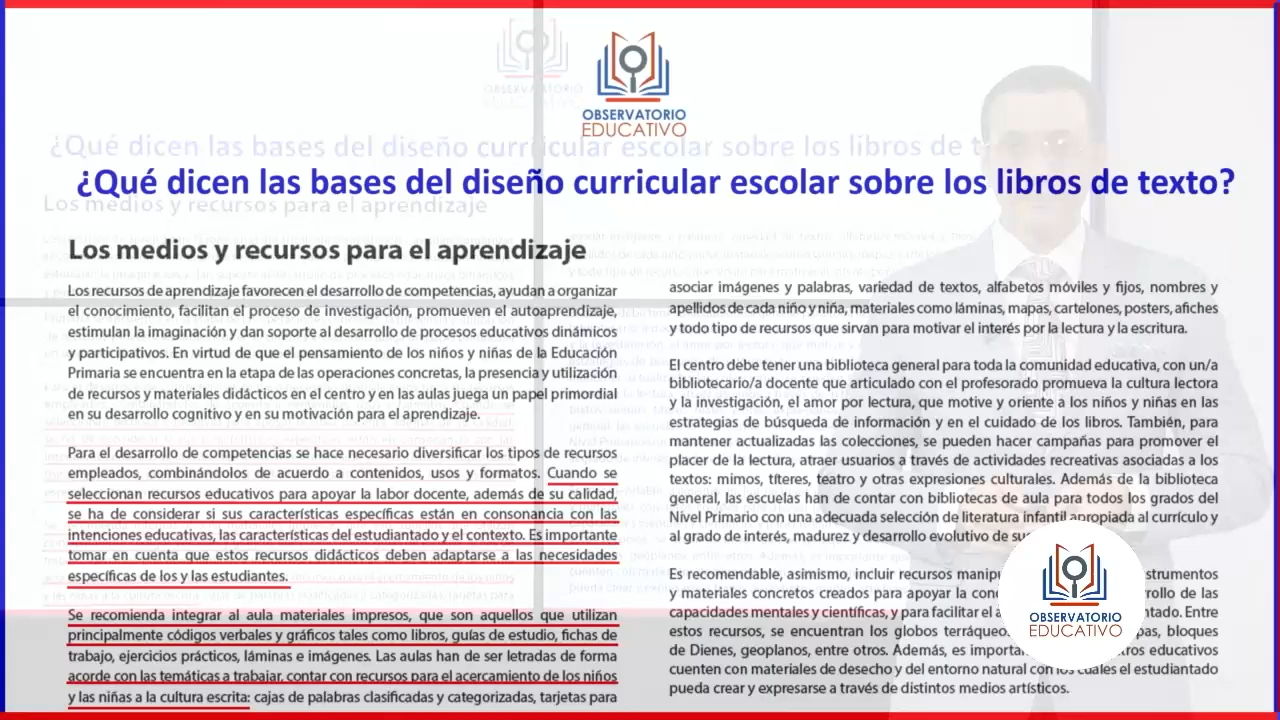 OBSERVATORIO
EDUCATIVO
¿Qué dicen las bases del diseño curricular escolar sobre los libros de texto?
Los medios y recursos para el aprendizaje
Los recursos de aprendizaje favorecen el desarrollo de competencias, ayudan a organizar
el conocimiento, facilitan el proceso de investigación, promueven el autoaprendizaje,
estimulan la imaginación y dan soporte al desarrollo de procesos educativos dinámicos
y participativos. En virtud de que el pensamiento de los niños y niñas de la Educación
Primaria se encuentra en la etapa de las operaciones concretas, la presencia y utilización
de recursos y materiales didácticos en el centro y en las aulas juega un papel primordial
en su desarrollo cognitivo y en su motivación para el aprendizaje.
Para el desarrollo de competencias se hace necesario diversificar los tipos de recursos
empleados, combinándolos de acuerdo a contenidos, usos y formatos. Cuando se
seleccionan recursos educativos para apoyar la labor docente, además de su calidad,
se ha de considerar si sus características específicas están en consonancia con las
intenciones educativas, las características del estudiantado y el contexto. Es importante
tomar en cuenta que estos recursos didácticos deben adaptarse a las necesidades
específicas de los y las estudiantes.
Se recomienda integrar al aula materiales impresos, que son aquellos que utilizan
principalmente códigos verbales y gráficos tales como libros, guías de estudio, fichas de
trabajo, ejercicios prácticos, láminas e imágenes. Las aulas han de ser letradas de forma
acorde con las temáticas a trabajar, contar con recursos para el acercamiento de los niños
y las niñas a la cultura escrita: cajas de palabras clasificadas y categorizadas, tarjetas para
asociar imágenes y palabras, variedad de textos, alfabetos móviles y fijos, nombres y
apellidos de cada niño y niña, materiales como láminas, mapas, cartelones, posters, afiches
y todo tipo de recursos que sirvan para motivar el interés por la lectura y la escritura.
El centro debe tener una biblioteca general para toda la comunidad educativa, con un/a
bibliotecario/a docente que articulado con el profesorado promueva la cultura lectora
y la investigación, el amor por lectura, que motive y oriente a los niños y niñas en las
estrategias de búsqueda de información y en el cuidado de los libros. También, para
mantener actualizadas las colecciones, se pueden hacer campañas para promover el
placer de la lectura, atraer usuarios a través de actividades recreativas asociadas a los
textos: mimos, títeres, teatro y otras expresiones culturales. Además de la biblioteca
general, las escuelas han de contar con bibliotecas de aula para todos los grados del
Nivel Primario con una adecuada selección de literatura infantil apropiada al currículo y
al grado de interés, madurez y desarrollo evolutivo de
Es recomendable, asimismo, incluir recursos
y materiales concretos creados para apoyar la
capacidades mentales y científicas, y para facilitar el
estos recursos, se encuentran los globos
de Dienes, geoplanos, entre otros. Además, es educativos
cuenten con materiales de desecho y del entorno natural con los cuales el estudiantado
pueda crear y expresarse a través de distintos medios artísticos.
OBSERVATORIO
EDUCATIVO